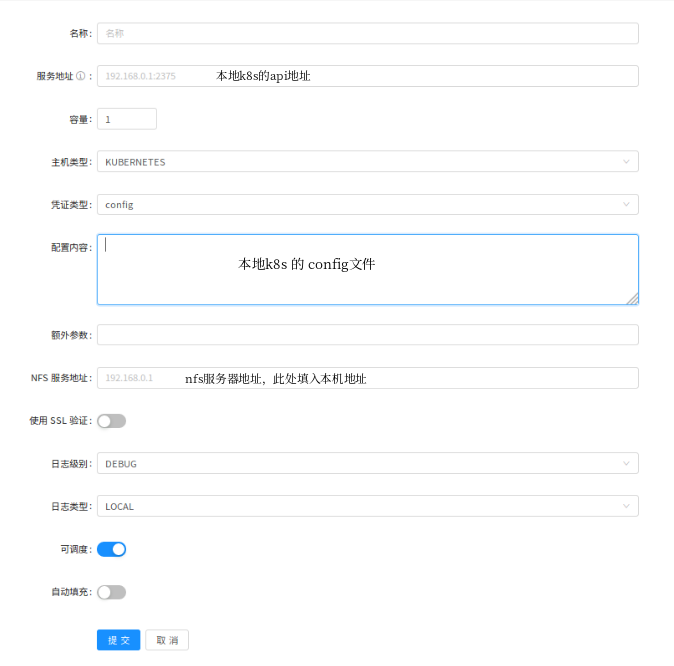 名称： 名称
服务地址 ⓘ ： 192.168.0.1:2375 本地k8s的api地址
容量： 1
主机类型： KUBERNETES
凭证类型： config
配置内容：
本地k8s 的 config文件
额外参数：
NFS 服务地址： 192.168.0.1 nfs服务器地址，此处填入本机地址
使用 SSL 验证：
日志级别： DEBUG
日志类型： LOCAL
可调度：
自动填充：
提 交 取 消